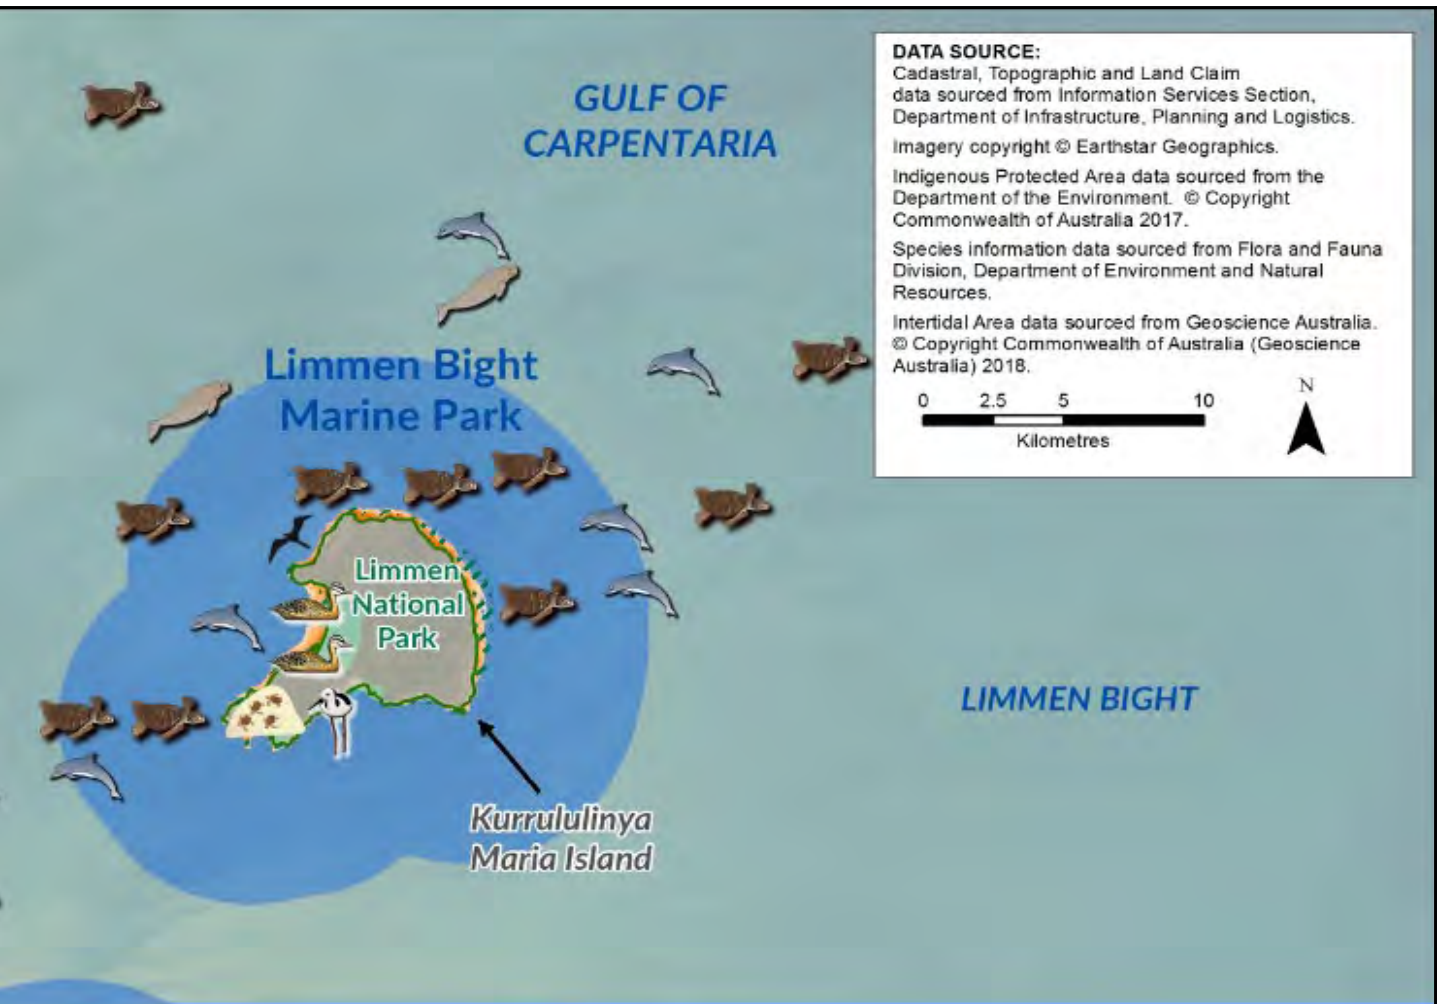 GULF OF
CARPENTARIA
DATA SOURCE:
Cadastral, Topographic and Land Claim
data sourced from Information Services Section,
Department of Infrastructure, Planning and Logistics.
Imagery copyright © Earthstar Geographics.
Indigenous Protected Area data sourced from the
Department of the Environment. © Copyright
Commonwealth of Australia 2017.
Species information data sourced from Flora and Fauna
Division, Department of Environment and Natural
Resources.
Intertidal Area data sourced from Geoscience Australia.
© Copyright Commonwealth of Australia (Geoscience
Australia) 2018.
N
0 2.5 5 10
Kilometres
Limmen Bight
Marine Park
Limmen
National
Park
LIMMEN BIGHT
Kurrululinya
Maria Island